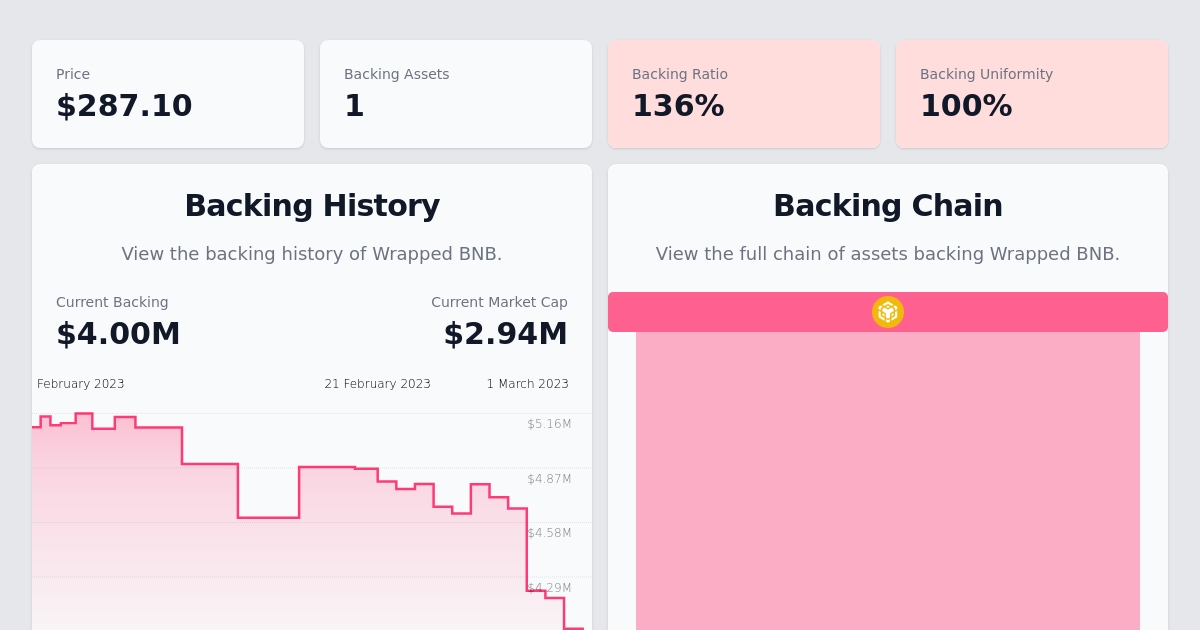 Price
$287.10
Backing Assets
1
Backing Ratio
136%
Backing Uniformity
100%
Backing History
View the backing history of Wrapped BNB.
Current Backing
$4.00M
Current Market Cap
$2.94M
February 2023
21 February 2023
1 March 2023
$5.16M
$4.87M
$4.58M
$4.29M
Backing Chain
View the full chain of assets backing Wrapped BNB.